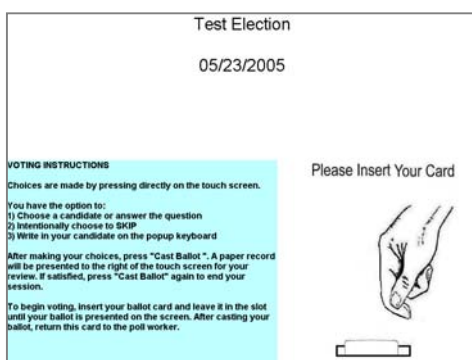 Test Election
05/23/2005
VOTING INSTRUCTIONS
Choices are made by pressing directly on the touch screen.
You have the option to:
1) Choose a candidate or answer the question
2) Intentionally choose to SKIP
3) Write in your candidate on the popup keyboard
After making your choices, press "Cast Ballot ". A paper record
will be presented to the right of the touch screen for your
review. If satisfied, press "Cast Ballot" again to end your
session.
To begin voting, insert your ballot card and leave it in the slot
until your ballot is presented on the screen. After casting your
ballot, return this card to the poll worker.
Please Insert Your Card